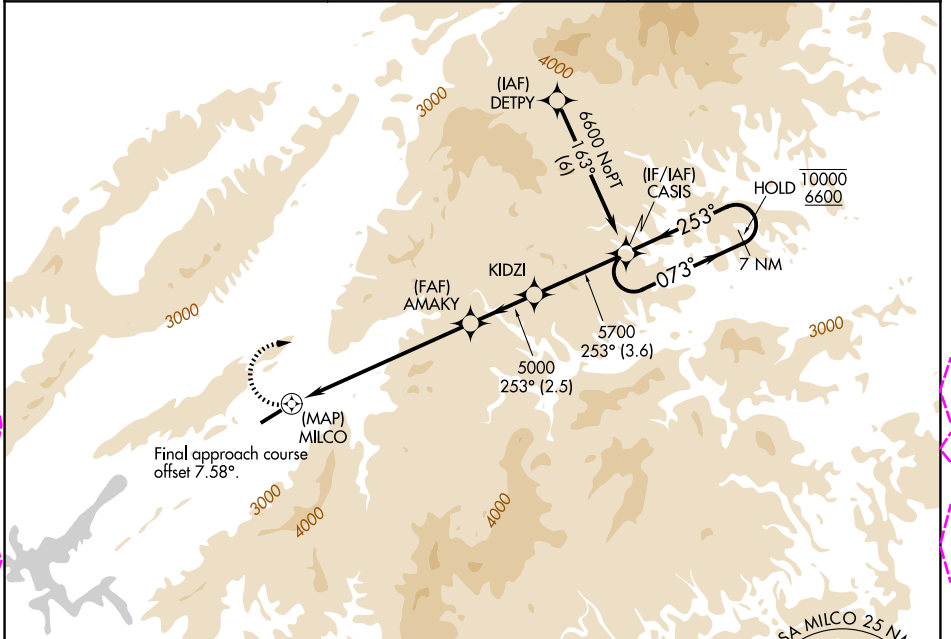 4000
(IAF)
DETPY
3000
6600 NoPT
163°
(6)
(IF/IAF)
CASIS
HOLD
10000
6600
253°
073°
7 NM
KIDZI
(FAF)
AMAKY
3000
3000
5700
253° (3.6)
5000
253° (2.5)
(MAP)
MILCO
Final approach course
offset 7.58°.
3000
4000
4000
MILCO 25